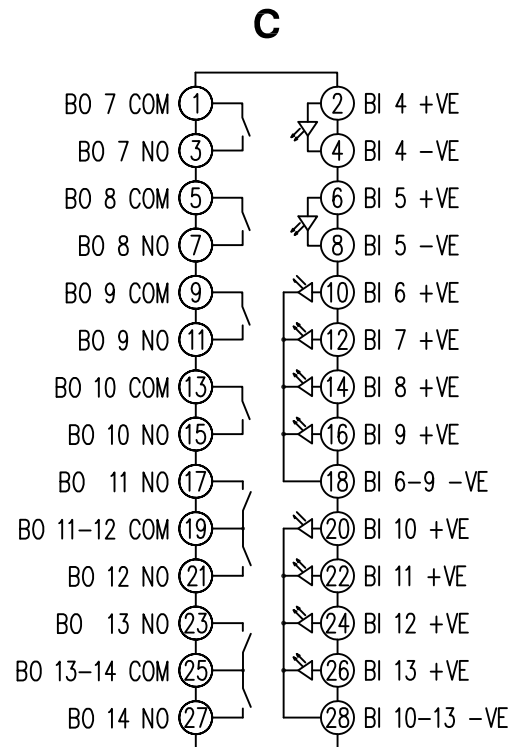 C
BO 7 COM 1 2 BI 4 +VE
BO 7 NO 3 4 BI 4 -VE
BO 8 COM 5 6 BI 5 +VE
BO 8 NO 7 8 BI 5 -VE
BO 9 COM 9 10 BI 6 +VE
BO 9 NO 11 12 BI 7 +VE
BO 10 COM 13 14 BI 8 +VE
BO 10 NO 15 16 BI 9 +VE
BO 11 NO 17 18 BI 6-9 -VE
BO 11-12 COM 19 20 BI 10 +VE
BO 12 NO 21 22 BI 11 +VE
BO 13 NO 23 24 BI 12 +VE
BO 13-14 COM 25 26 BI 13 +VE
BO 14 NO 27 28 BI 10-13 -VE